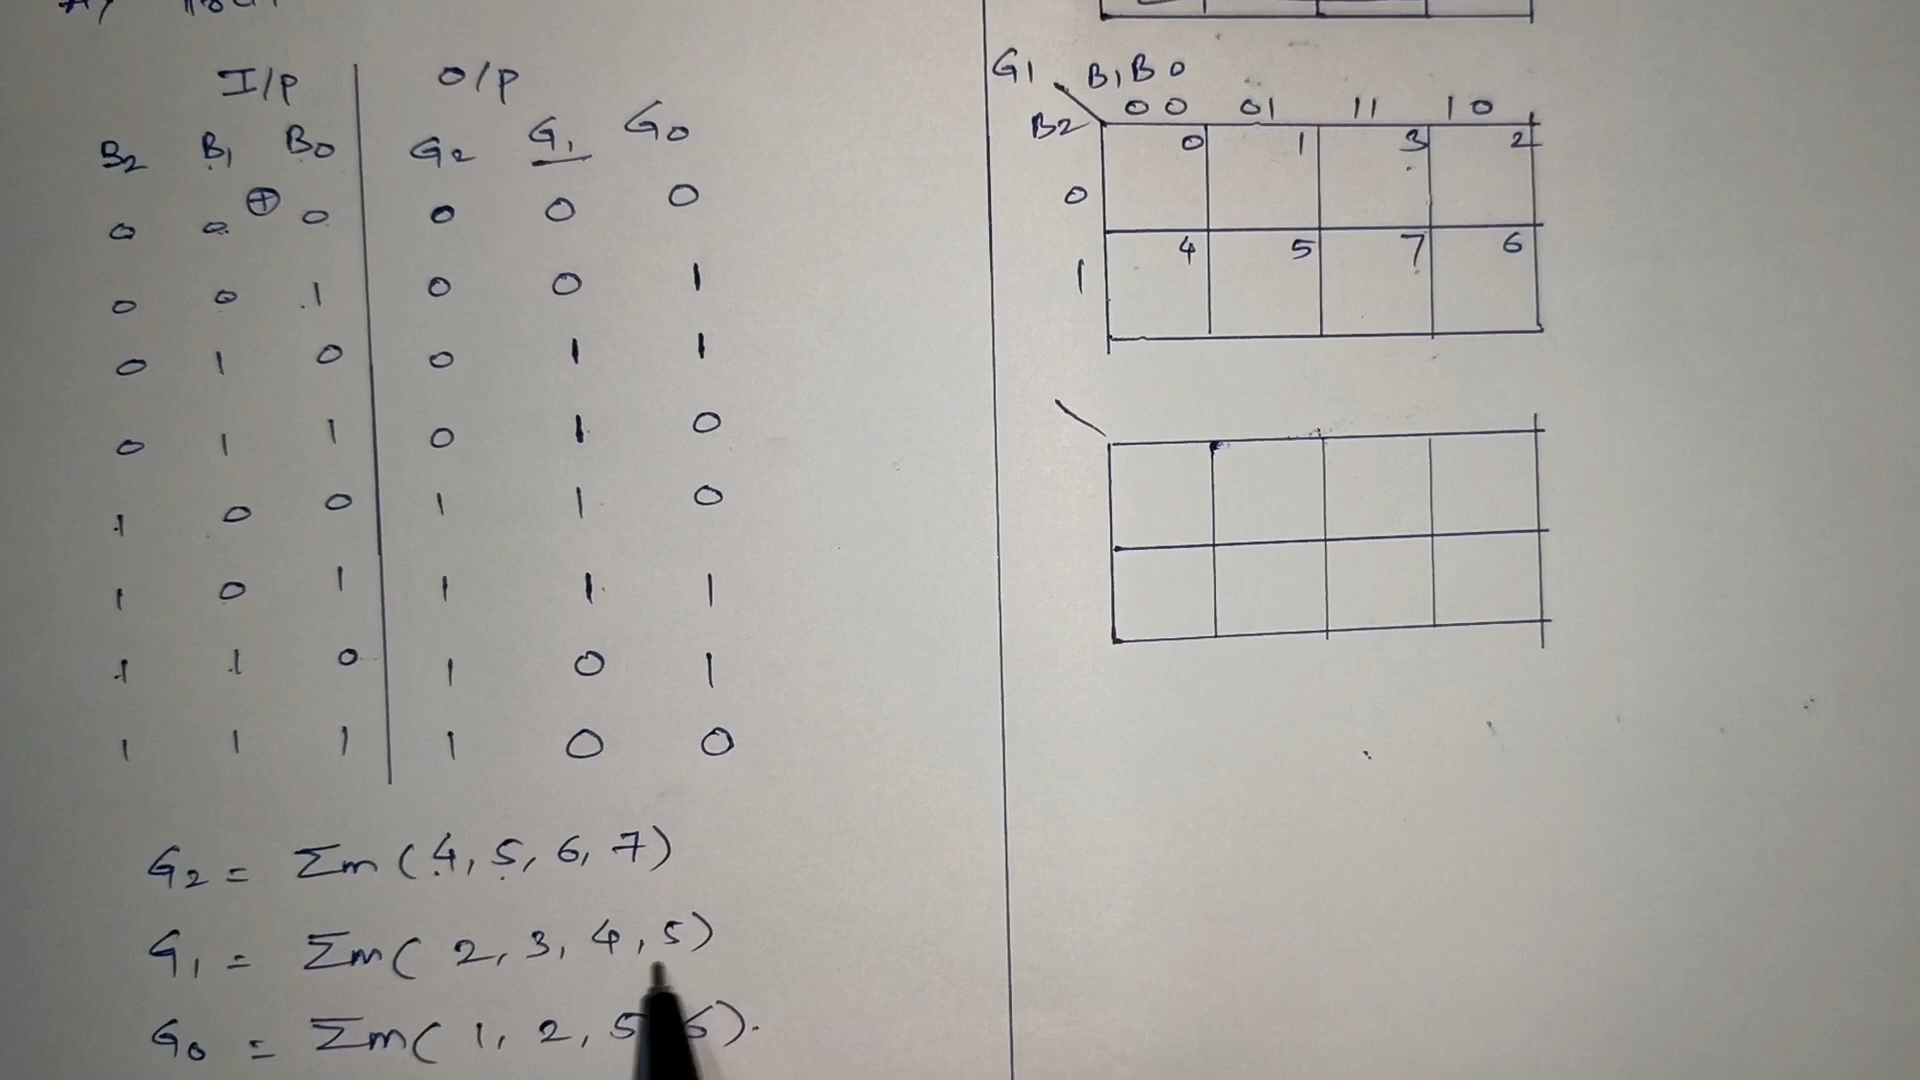 I/p O/p
B2 B1 B0 G2 G1 G0
0 0 ⊕ 0 0 0 0
0 0 1 0 0 1
0 1 0 0 1 1
0 1 1 0 1 0
1 0 0 1 1 0
1 0 1 1 1 1
1 1 0 1 0 1
1 1 1 1 0 0
G2 = Σm (4, 5, 6, 7)
G1 = Σm ( 2, 3, 4, 5)
G0 = Σm ( 1, 2, 5 6).
G1 B1B0
B2 00 01 11 10
0 1 3 2
0
4 5 7 6
1